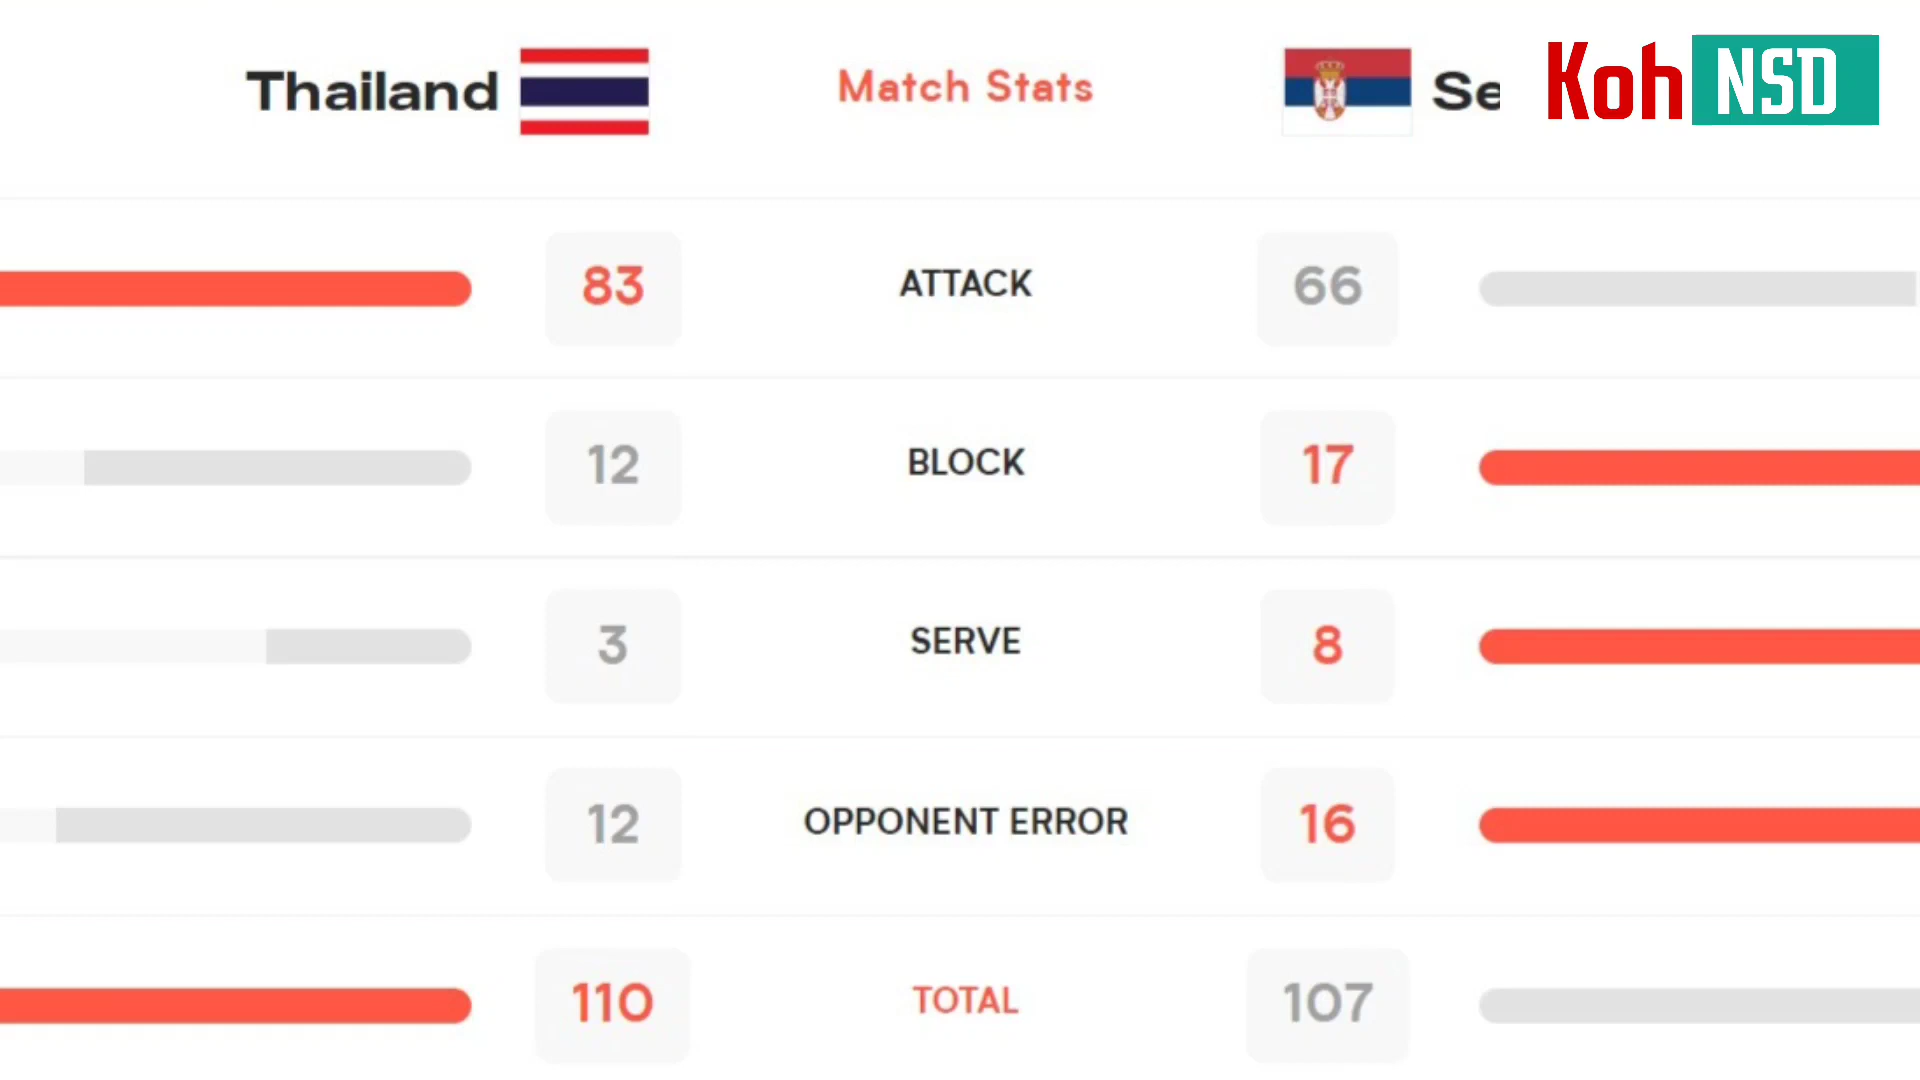 Thailand Match Stats Se Koh NSD
83 ATTACK 66
12 BLOCK 17
3 SERVE 8
12 OPPONENT ERROR 16
110 TOTAL 107